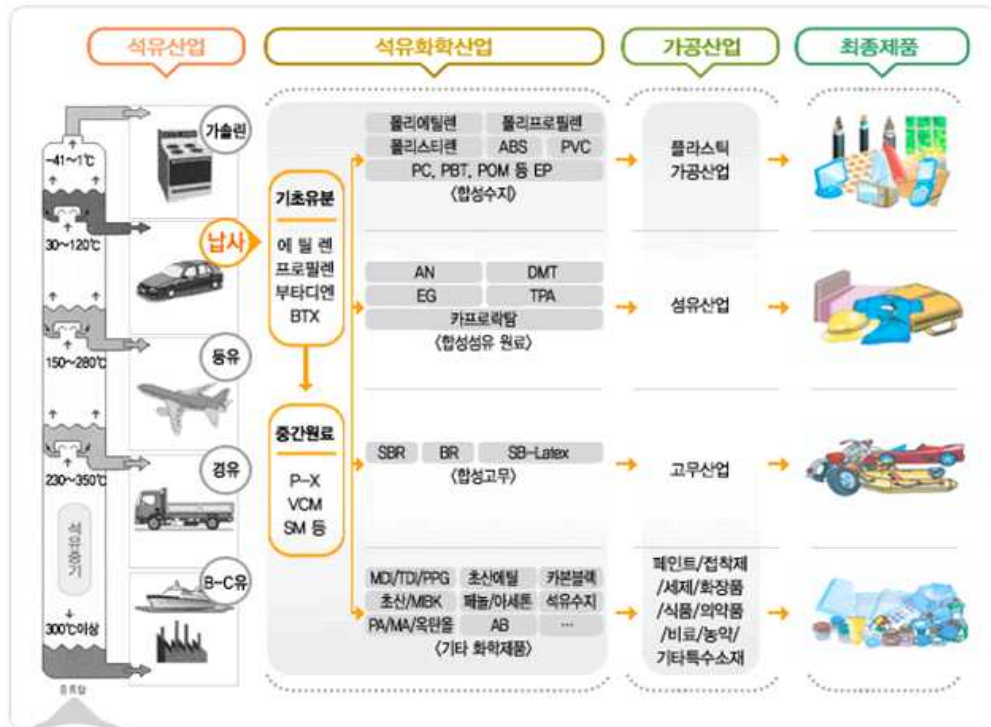 석유산업
석유화학산업
가공산업
최종제품
가솔린
-41~1℃
납사
30~120℃
등유
150~280℃
경유
230~350℃
석유증기
B-C유
300℃이상
증류탑
기초유분
에 틸 렌
프로필렌
부타디엔
BTX
중간원료
P-X
VCM
SM 등
폴리에틸렌 폴리프로필렌
폴리스티렌 ABS PVC
PC, PBT, POM 등 EP
〈합성수지〉
플라스틱
가공산업
AN DMT
EG TPA
카프로락탐
〈합성섬유 원료〉
섬유산업
SBR BR SB-Latex
〈합성고무〉
고무산업
MDI/TDI/PPG 초산에틸 카본블랙
초산/MIBK 페놀/아세톤 석유수지
PA/MA/옥탄올 AB …
〈기타 화학제품〉
페인트/접착제
/세제/화장품
/식품/의약품
/비료/농약/
기타특수소재